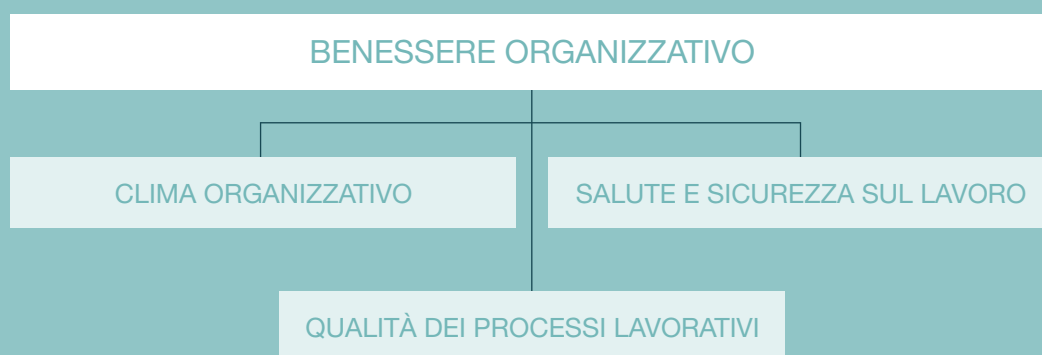 BENESSERE ORGANIZZATIVO
CLIMA ORGANIZZATIVO
SALUTE E SICUREZZA SUL LAVORO
QUALITÀ DEI PROCESSI LAVORATIVI